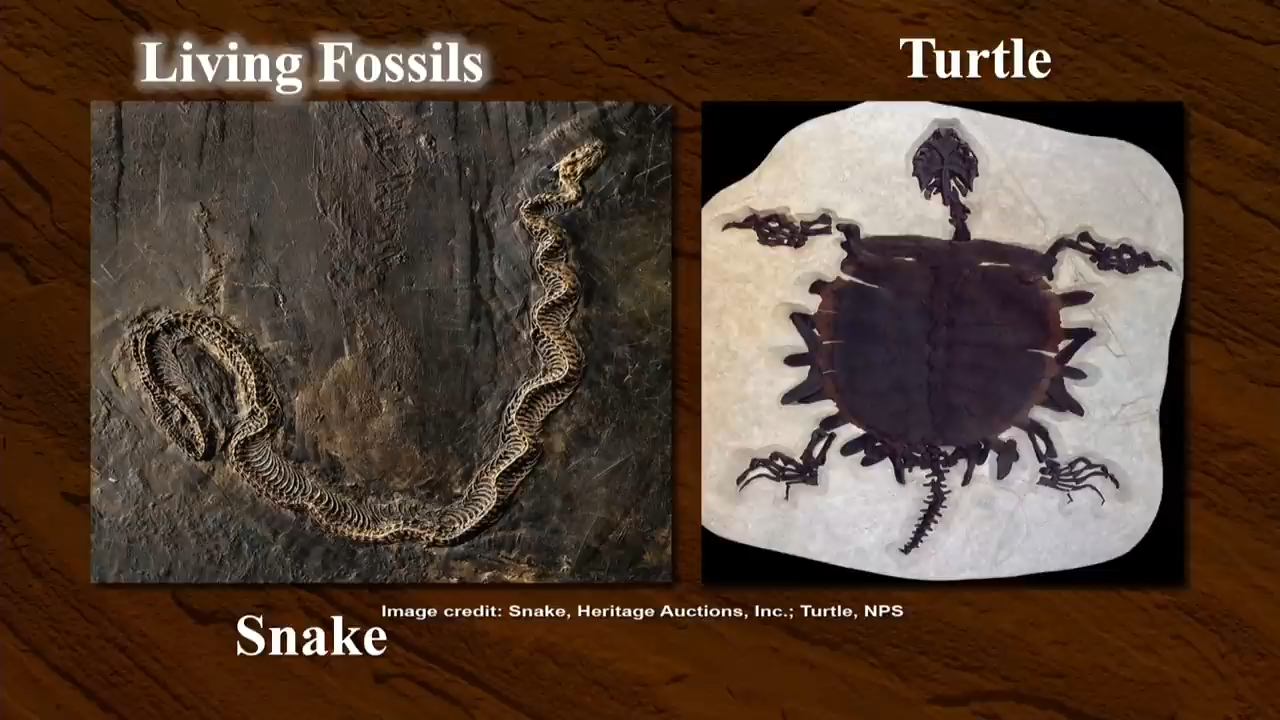 Living Fossils
Turtle
Image credit: Snake, Heritage Auctions, Inc.; Turtle, NPS
Snake